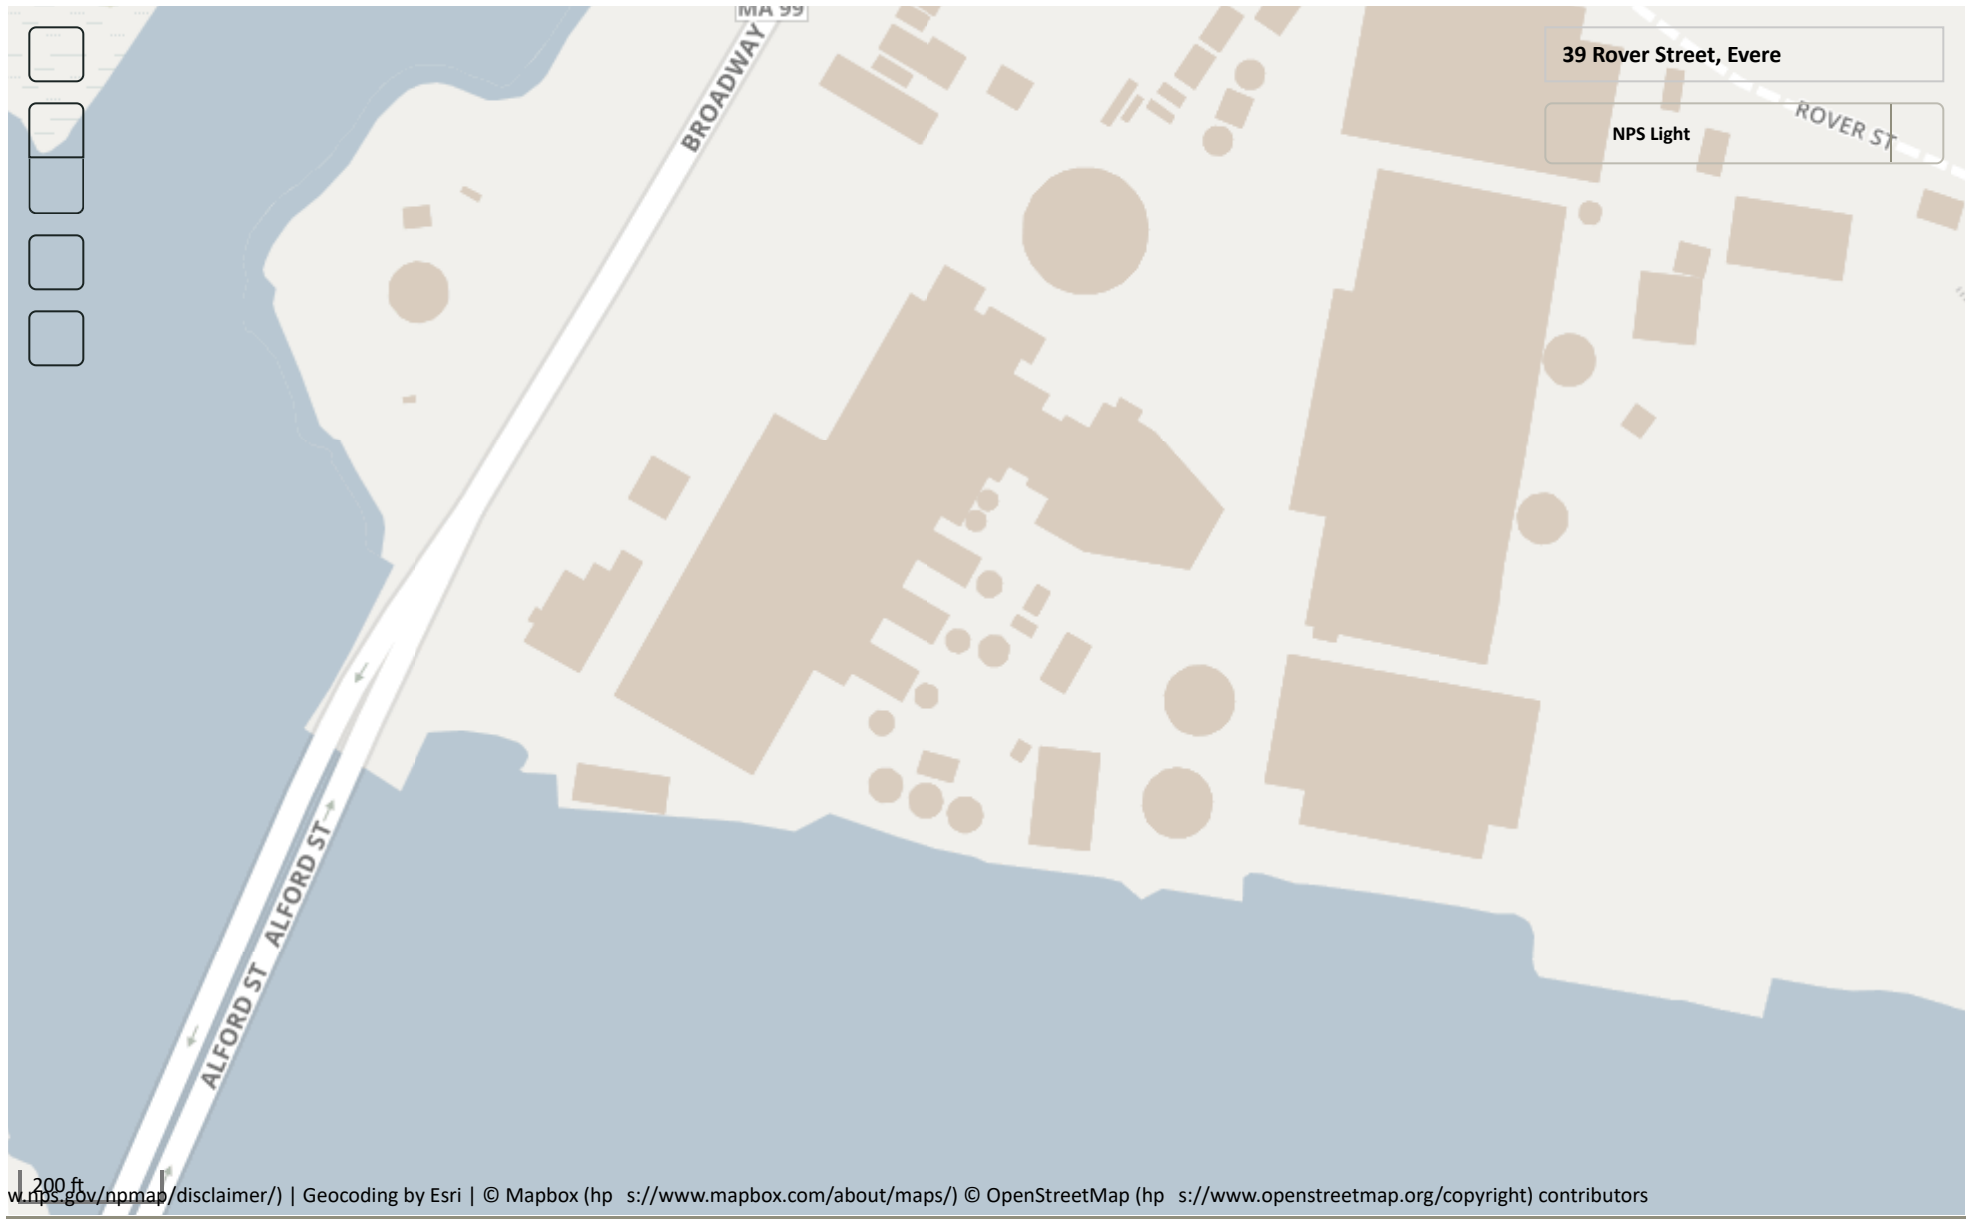 MA 99
39 Rover Street, Evere
BROADWAY
ROVER ST
NPS Light
ALFORD ST
ALFORD ST
200 ft
w.nps.gov/npmap/disclaimer/) | Geocoding by Esri | © Mapbox (hp s://www.mapbox.com/about/maps/) © OpenStreetMap (hp s://www.openstreetmap.org/copyright) contributors